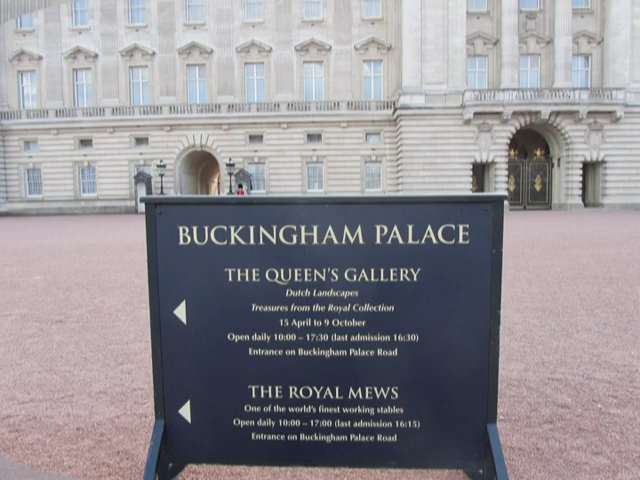 BUCKINGHAM PALACE
THE QUEEN'S GALLERY
Dutch Landscapes
Treasures from the Royal Collection
15 April to 9 October
Open daily 10:00 – 17:30 (last admission 16:30)
Entrance on Buckingham Palace Road
THE ROYAL MEWS
One of the world's finest working stables
Open daily 10:00 – 17:00 (last admission 16:15)
Entrance on Buckingham Palace Road